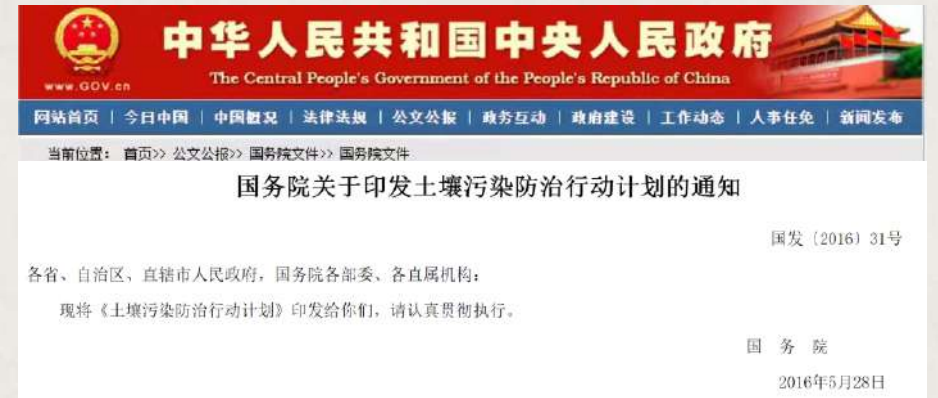 中华人民共和国中央人民政府
The Central People's Government of the People's Republic of China
www.GOV.cn
网站首页 | 今日中国 | 中国概况 | 法律法规 | 公文公报 | 政务互动 | 政府建设 | 工作动态 | 人事任免 | 新闻发布
当前位置: 首页>> 公文公报>> 国务院文件>> 国务院文件
国务院关于印发土壤污染防治行动计划的通知
国发〔2016〕31号
各省、自治区、直辖市人民政府,国务院各部委、各直属机构:
现将《土壤污染防治行动计划》印发给你们,请认真贯彻执行。
国 务 院
2016年5月28日